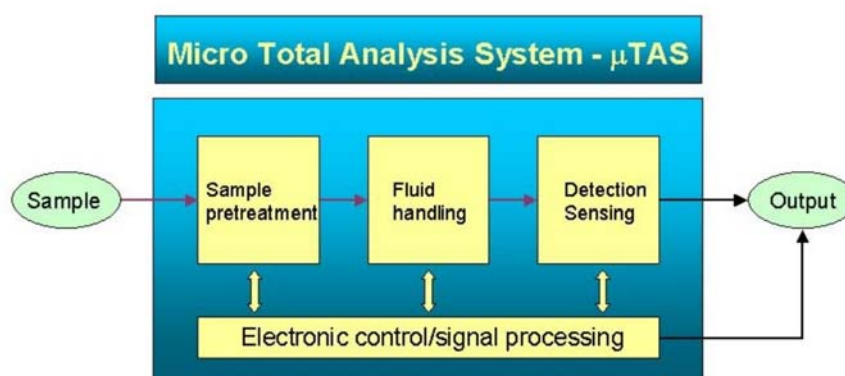 Micro Total Analysis System - μTAS
Sample
Sample
pretreatment
Fluid
handling
Detection
Sensing
Output
Electronic control/signal processing